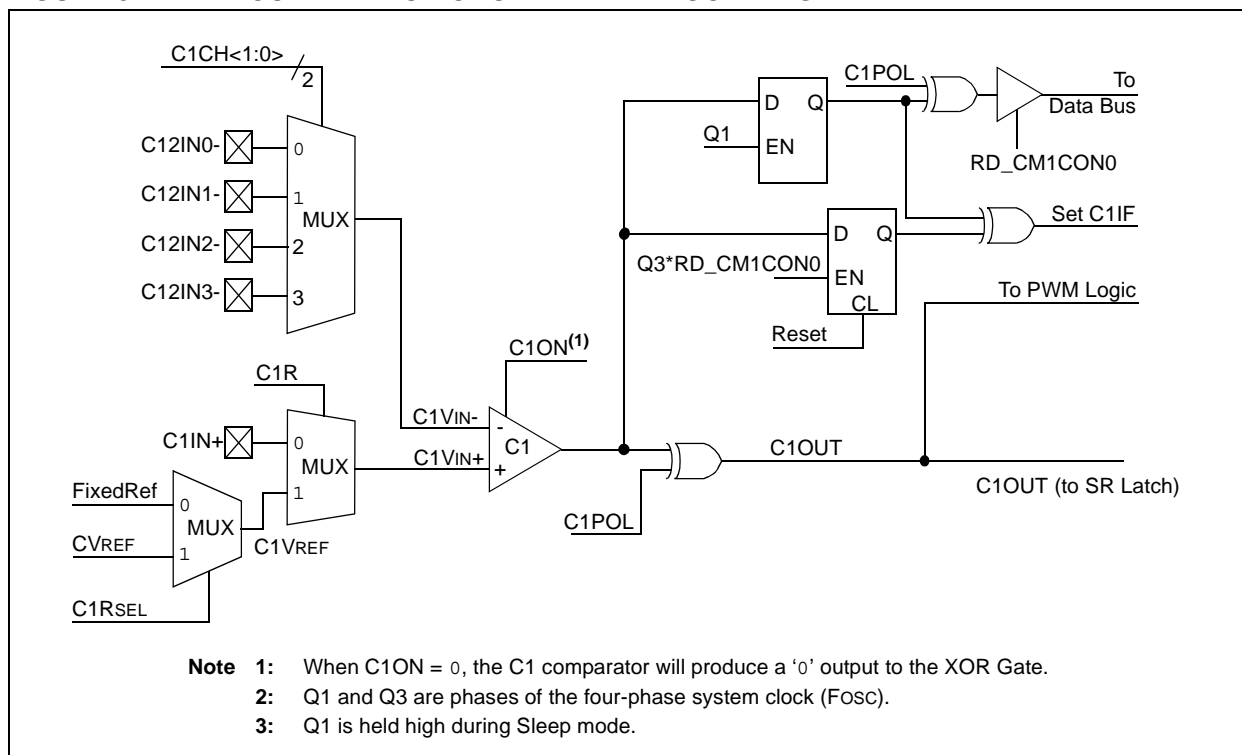 C1CH<1:0>
2
C12IN0-
0
C12IN1-
1
MUX
C12IN2-
2
C12IN3-
3
C1R
C1IN+
0
MUX
1
FixedRef
0
MUX
CVREF
1
C1VREF
C1RSEL
C1ON(1)
C1VIN-
-
C1
C1VIN+
+
C1POL
D
Q
Q1
EN
C1POL
To
Data Bus
RD_CM1CON0
D
Q
Q3*RD_CM1CON0
EN
CL
Reset
Set C1IF
To PWM Logic
C1OUT
C1OUT (to SR Latch)
Note 1: When C1ON = 0, the C1 comparator will produce a ‘0’ output to the XOR Gate.
2: Q1 and Q3 are phases of the four-phase system clock (FOSC).
3: Q1 is held high during Sleep mode.